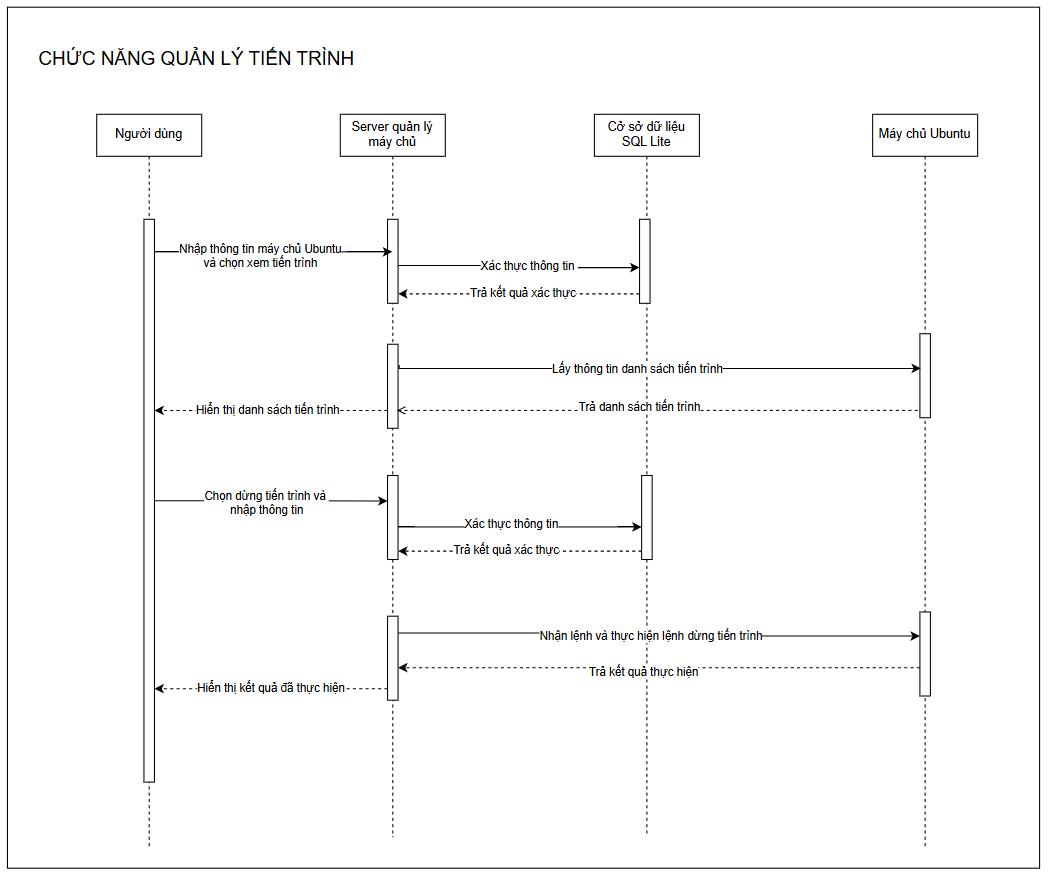 CHỨC NĂNG QUẢN LÝ TIẾN TRÌNH
Người dùng
Server quản lý
máy chủ
Cở sở dữ liệu
SQL Lite
Máy chủ Ubuntu
Nhập thông tin máy chủ Ubuntu
và chọn xem tiến trình
Xác thực thông tin
Trả kết quả xác thực
Lấy thông tin danh sách tiến trình
Trả danh sách tiến trình
Hiển thị danh sách tiến trình
Chọn dừng tiến trình và
nhập thông tin
Xác thực thông tin
Trả kết quả xác thực
Nhận lệnh và thực hiện lệnh dừng tiến trình
Trả kết quả thực hiện
Hiển thị kết quả đã thực hiện